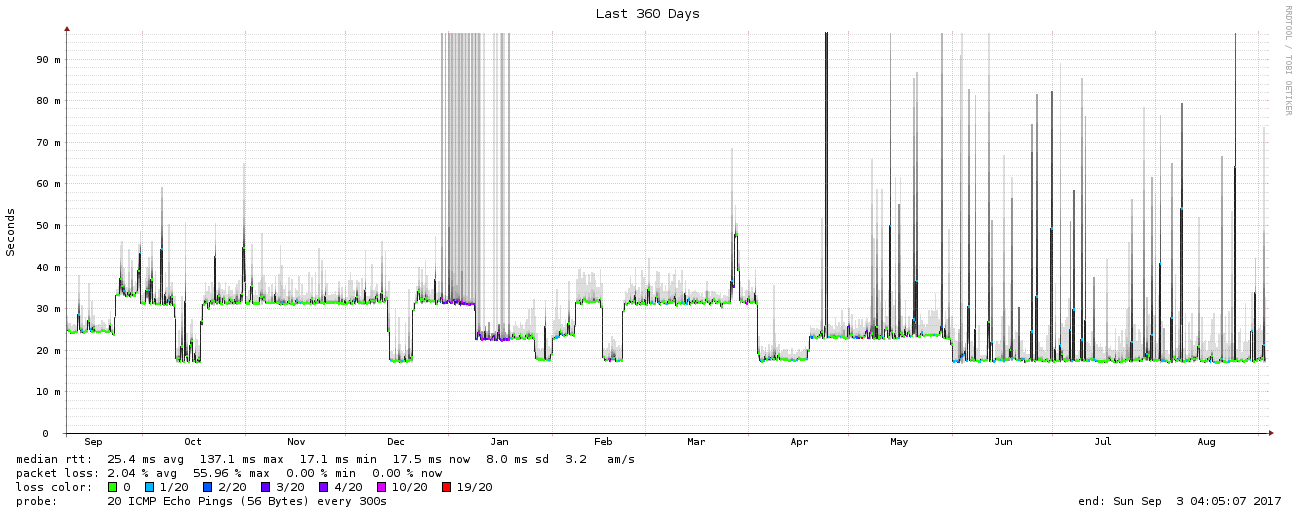 Last 360 Days
RRDTOOL / TOBI OETIKER
Seconds
90 m
80 m
70 m
60 m
50 m
40 m
30 m
20 m
10 m
0
Sep Oct Nov Dec Jan Feb Mar Apr May Jun Jul Aug
median rtt: 25.4 ms avg 137.1 ms max 17.1 ms min 17.5 ms now 8.0 ms sd 3.2 am/s
packet loss: 2.04 % avg 55.96 % max 0.00 % min 0.00 % now
loss color: 0 1/20 2/20 3/20 4/20 10/20 19/20
probe: 20 ICMP Echo Pings (56 Bytes) every 300s end: Sun Sep 3 04:05:07 2017